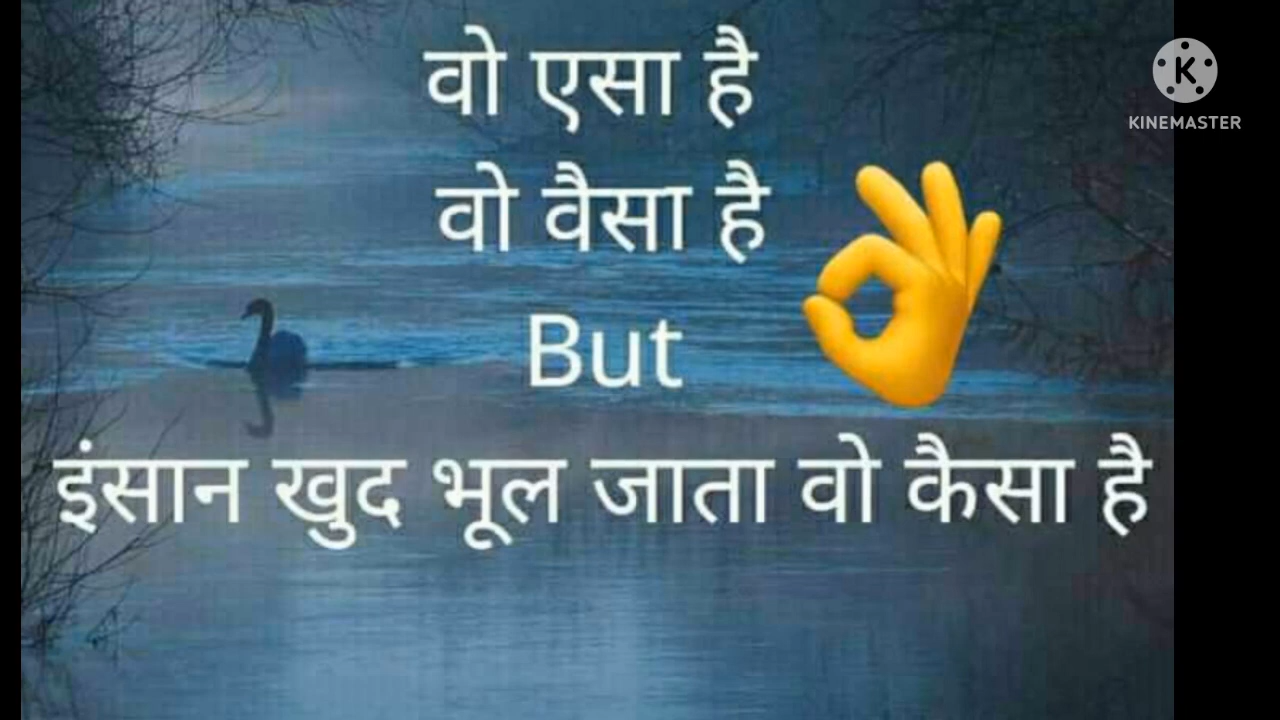 वो एसा है
वो वैसा है
But
इंसान खुद भूल जाता वो कैसा है
K
KINEMASTER